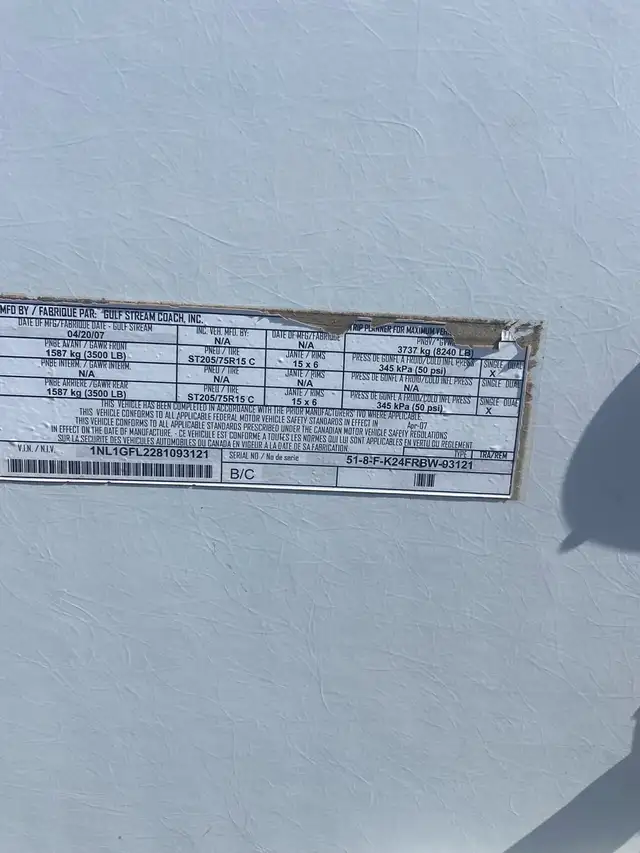 MFD BY / FABRIQUE PAR: GULF STREAM COACH, INC.
DATE OF MFG/FABRIQUE DATE - GULF STREAM
04/20/07
INC. VEH. MFD. BY:
N/A
DATE OF MFG/FABRIQUE
N/A
TRIP PLANNER FOR MAXIMUM
3737 kg (8240 LB)
PNBE AVANT / GAWR FRONT
1587 kg (3500 LB)
PNEU / TIRE
ST205/75R15 C
JANTE / RIMS
15 x 6
PRESS DE GONFL A FROID/COLD INFL PRESS
345 kPa (50 psi)
SINGLE DUAL
X
PNBE INTERM. / GAWR INTERM.
N/A
PNEU / TIRE
N/A
JANTE / RIMS
N/A
PRESS DE GONFL A FROID/COLD INFL PRESS
N/A
SINGLE DUAL
PNBE ARRIERE /GAWR REAR
1587 kg (3500 LB)
PNEU / TIRE
ST205/75R15 C
JANTE / RIMS
15 x 6
PRESS DE GONFL A FROID/COLD INFL PRESS
345 kPa (50 psi)
SINGLE DUAL
X
THIS VEHICLE HAS BEEN COMPLETED IN ACCORDANCE WITH THE PRIOR MANUFACTURERS' IVD WHERE APPLICABLE.
THIS VEHICLE CONFORMS TO ALL APPLICABLE FEDERAL MOTOR VEHICLE SAFETY STANDARDS IN EFFECT IN Apr-07
THIS VEHICLE CONFORMS TO ALL APPLICABLE STANDARDS PRESCRIBED UNDER THE CANADIAN MOTOR VEHICLE SAFETY REGULATIONS
IN EFFECT ON THE DATE OF MANUFACTURE. - CE VEHICULE EST CONFORME A TOUTES LES NORMES QUI LUI SONT APPLICABLES EN VERTU CU REGLEMENT
SUR LA SECURITE DES VEHICULES AUTOMOBILES DU CANADA EN VIGUEUR A LA DATE DE SA FABRICATION
V.I.N. / N.I.V.
1NL1GFL2281093121
SERIAL NO / No de serie
TYPE
TRA/REM
51-8-F-K24FRBW-93121
B/C